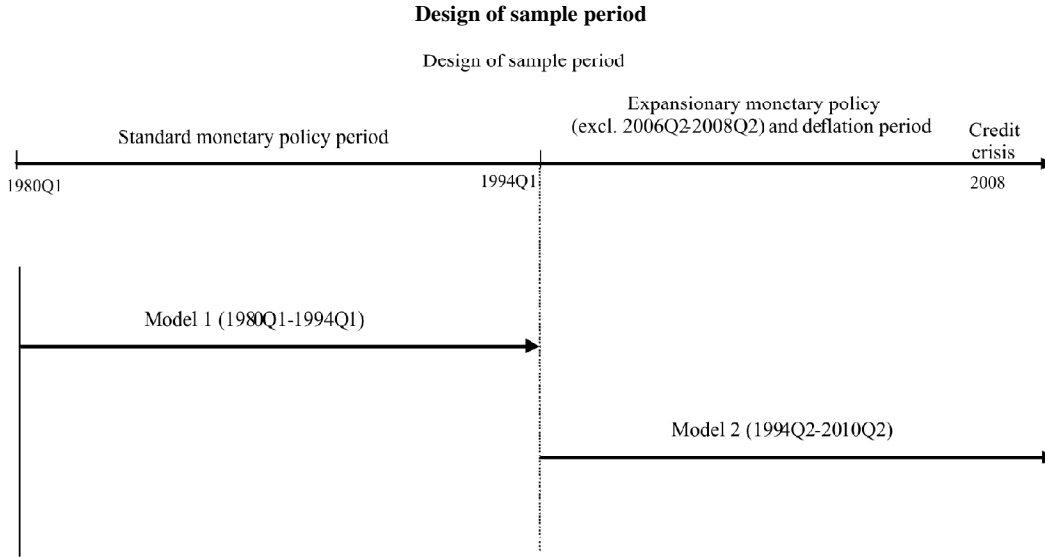 Design of sample period
Design of sample period
Standard monetary policy period
Expansionary monetary policy
(excl. 2006Q2-2008Q2) and deflation period
Credit
crisis
1980Q1
1994Q1
2008
Model 1 (1980Q1-1994Q1)
Model 2 (1994Q2-2010Q2)